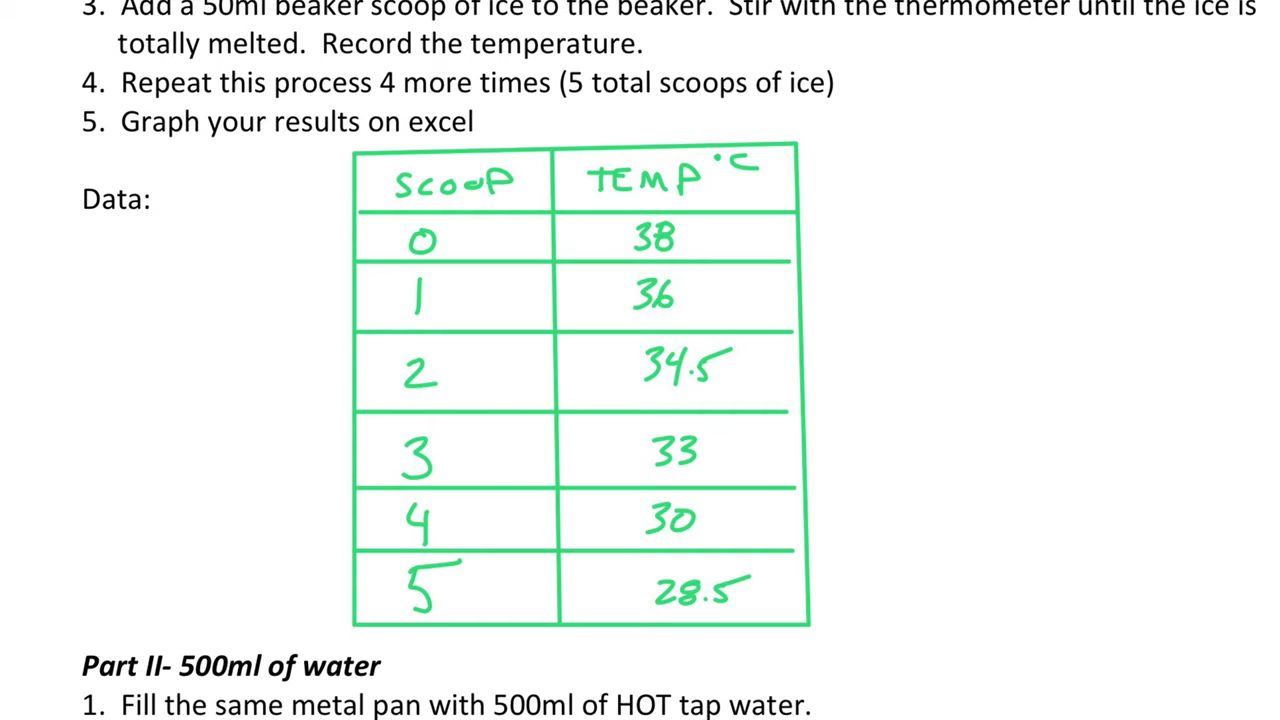 3. Add a 50ml beaker scoop of ice to the beaker. Stir with the thermometer until the ice is
totally melted. Record the temperature.
4. Repeat this process 4 more times (5 total scoops of ice)
5. Graph your results on excel
Data:
SCOOP TEMP °C
0 38
1 36
2 34.5
3 33
4 30
5 28.5
Part II- 500ml of water
1. Fill the same metal pan with 500ml of HOT tap water.